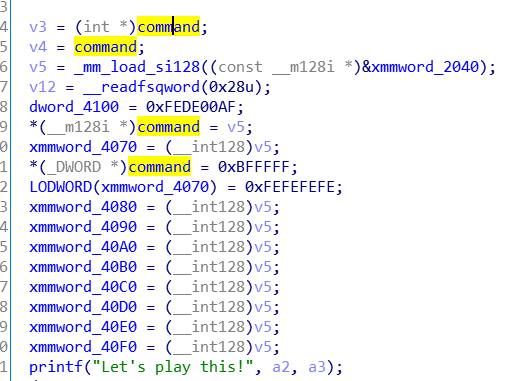 3
4 v3 = (int *)command;
5 v4 = command;
6 v5 = _mm_load_si128((const __m128i *)&xmmword_2040);
7 v12 = __readfsqword(0x28u);
8 dword_4100 = 0xFEDE00AF;
9 *(__m128i *)command = v5;
0 xmmword_4070 = (__int128)v5;
1 *(_DWORD *)command = 0xBFFFFF;
2 LODWORD(xmmword_4070) = 0xFEFEFEFE;
3 xmmword_4080 = (__int128)v5;
4 xmmword_4090 = (__int128)v5;
5 xmmword_40A0 = (__int128)v5;
6 xmmword_40B0 = (__int128)v5;
7 xmmword_40C0 = (__int128)v5;
8 xmmword_40D0 = (__int128)v5;
9 xmmword_40E0 = (__int128)v5;
0 xmmword_40F0 = (__int128)v5;
1 printf("Let's play this!", a2, a3);